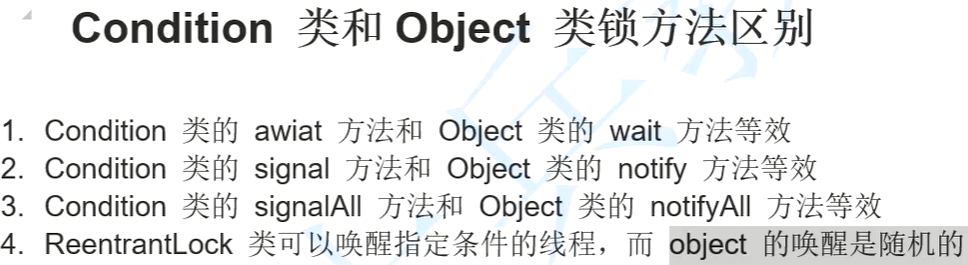 Condition 类和 Object 类锁方法区别
1. Condition 类的 awiat 方法和 Object 类的 wait 方法等效
2. Condition 类的 signal 方法和 Object 类的 notify 方法等效
3. Condition 类的 signalAll 方法和 Object 类的 notifyAll 方法等效
4. ReentrantLock 类可以唤醒指定条件的线程，而 object 的唤醒是随机的